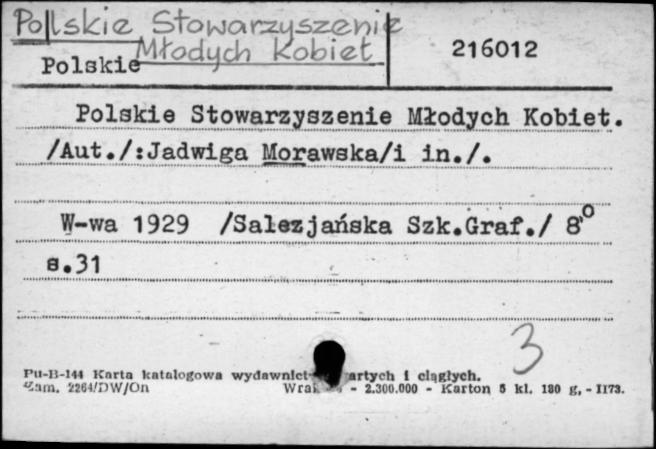 Polskie Stowarzyszenie
Młodych Kobiet
216012
Polskie
Polskie Stowarzyszenie Młodych Kobiet.
/Aut./:Jadwiga Morawska/i in./.
W-wa 1929 /Salezjańska Szk.Graf./ 8°
s.31
3
Pu-B-144 Karta katalogowa wydawnict artych i ciągłych.
Zam. 2264/DW/On - 2.300.000 - Karton 5 kl. 180 g, - II73.